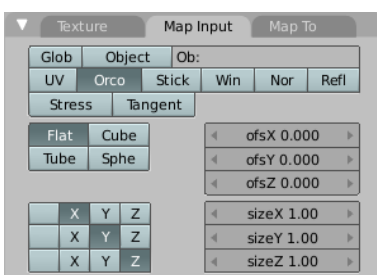 Texture Map Input Map To
Glob Object Ob:
UV Orco Stick Win Nor Refl
Stress Tangent
Flat Cube ofsX 0.000
Tube Sphe ofsY 0.000
ofsZ 0.000
X Y Z sizeX 1.00
X Y Z sizeY 1.00
X Y Z sizeZ 1.00